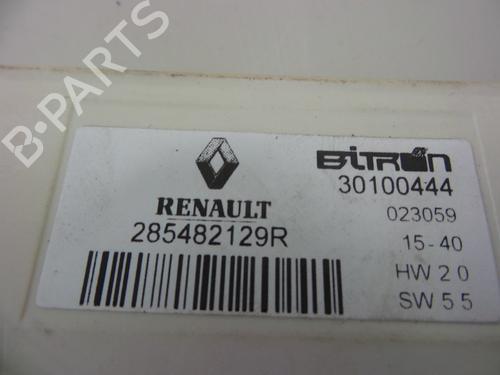 B-PARTS
RENAULT
285482129R
BITRON
30100444
023059
15-40
HW 2 0
SW 5 5